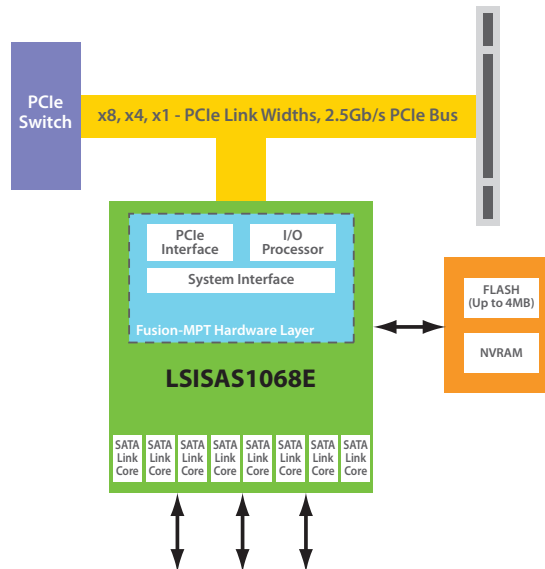 PCIe
Switch
x8, x4, x1 - PCIe Link Widths, 2.5Gb/s PCIe Bus
PCIe
Interface
I/O
Processor
System Interface
Fusion-MPT Hardware Layer
FLASH
(Up to 4MB)
NVRAM
LSISAS1068E
SATA
Link
Core
SATA
Link
Core
SATA
Link
Core
SATA
Link
Core
SATA
Link
Core
SATA
Link
Core
SATA
Link
Core
SATA
Link
Core